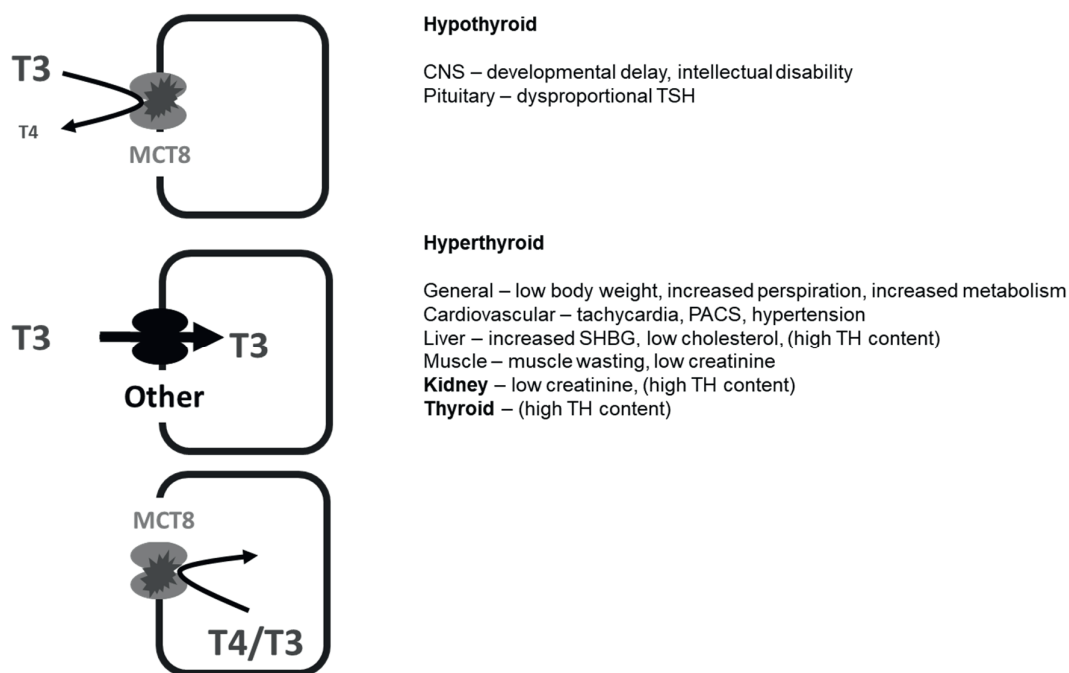 Hypothyroid
T3
CNS – developmental delay, intellectual disability
Pituitary – dysproportional TSH
T4
MCT8
Hyperthyroid
General – low body weight, increased perspiration, increased metabolism
Cardiovascular – tachycardia, PACS, hypertension
T3
T3
Liver – increased SHBG, low cholesterol, (high TH content)
Muscle – muscle wasting, low creatinine
Other
Kidney – low creatinine, (high TH content)
Thyroid – (high TH content)
MCT8
T4/T3